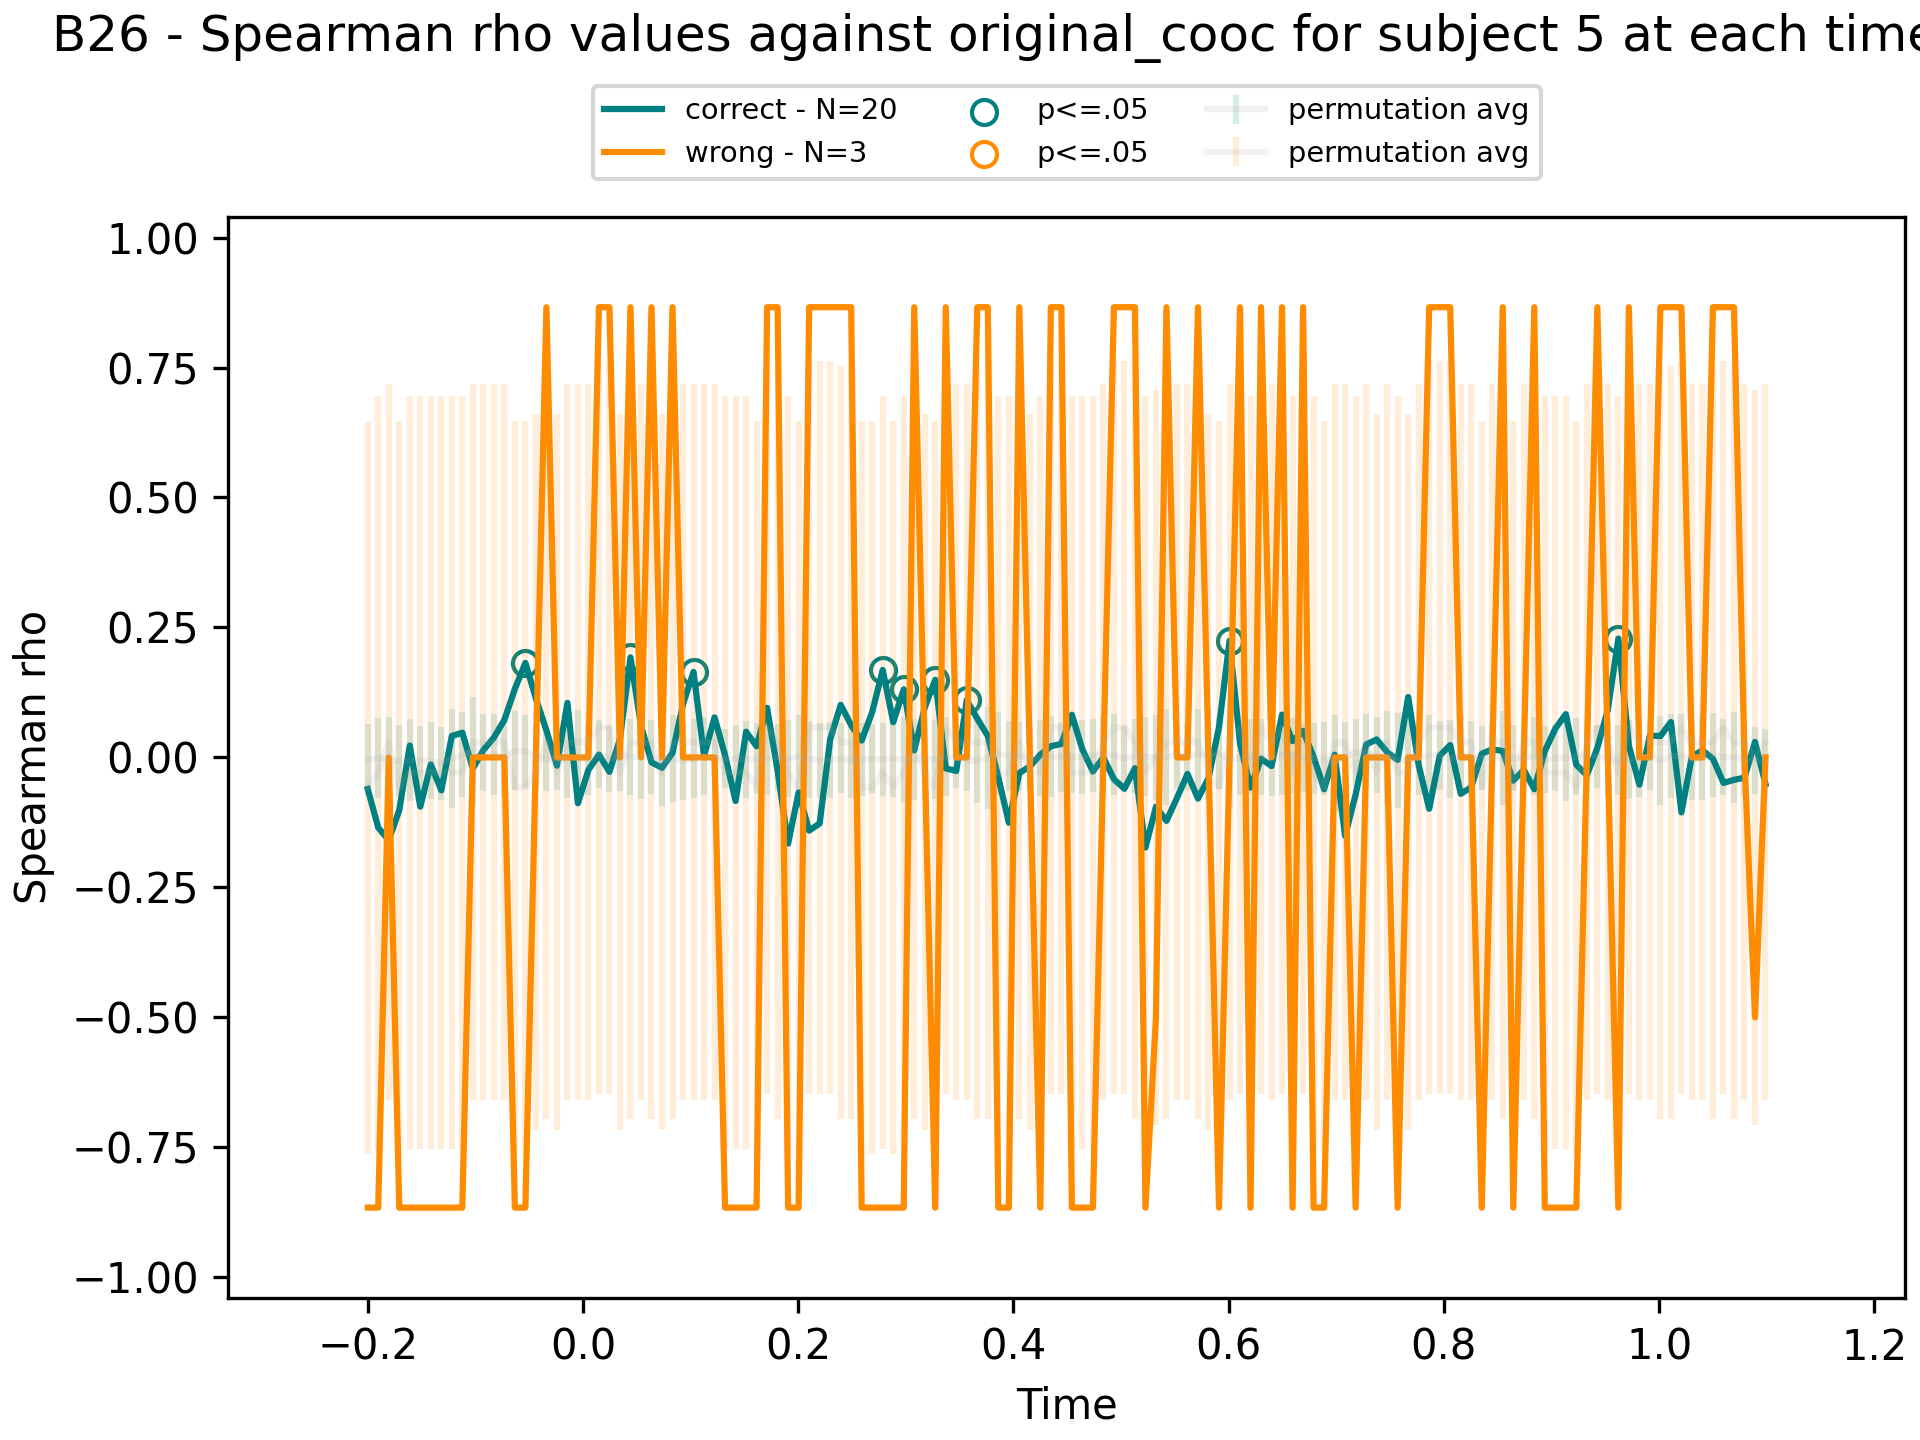 B26 - Spearman rho values against original_cooc for subject 5 at each time
correct - N=20
wrong - N=3
p<=.05
p<=.05
permutation avg
permutation avg
Spearman rho
1.00
0.75
0.50
0.25
0.00
−0.25
−0.50
−0.75
−1.00
−0.2
0.0
0.2
0.4
0.6
0.8
1.0
1.2
Time